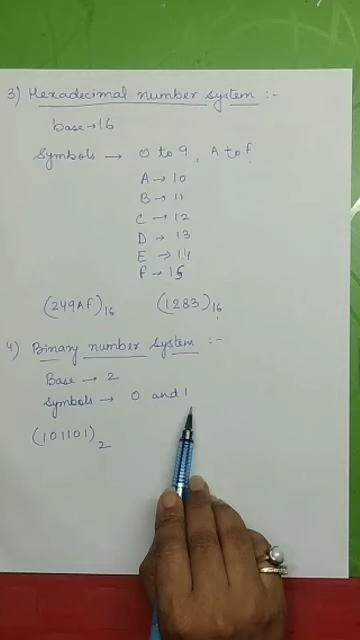 3) Hexadecimal number system :-
base → 16
Symbols → 0 to 9, A to f
A → 10
B → 11
C → 12
D → 13
E → 14
F → 15
(249Af)16 (1283)16
4) Binary number system :-
Base → 2
Symbols → 0 and 1
(101101)2